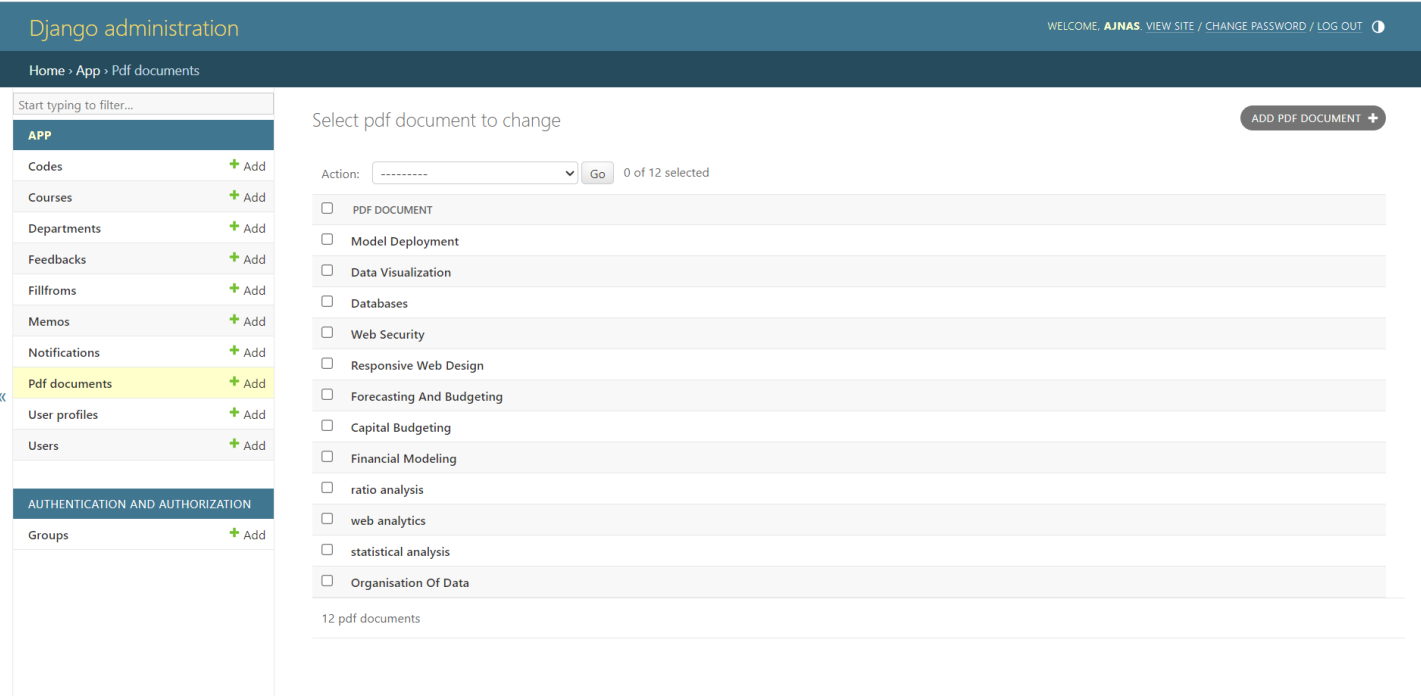 Django administration
WELCOME, AJNAS. VIEW SITE / CHANGE PASSWORD / LOG OUT
Home › App › Pdf documents
Start typing to filter...
APP
Codes + Add
Courses + Add
Departments + Add
Feedbacks + Add
Fillfroms + Add
Memos + Add
Notifications + Add
Pdf documents + Add
User profiles + Add
Users + Add
AUTHENTICATION AND AUTHORIZATION
Groups + Add
«
Select pdf document to change
ADD PDF DOCUMENT +
Action: --------- Go 0 of 12 selected
PDF DOCUMENT
Model Deployment
Data Visualization
Databases
Web Security
Responsive Web Design
Forecasting And Budgeting
Capital Budgeting
Financial Modeling
ratio analysis
web analytics
statistical analysis
Organisation Of Data
12 pdf documents